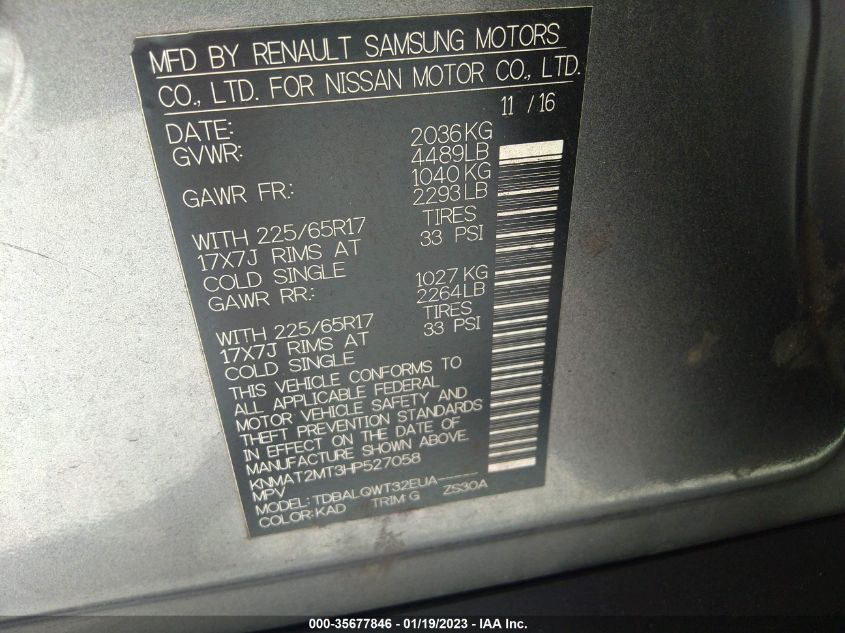 MFD BY RENAULT SAMSUNG MOTORS
CO., LTD. FOR NISSAN MOTOR CO., LTD.
DATE: 11 / 16
GVWR: 2036KG
4489LB
GAWR FR.: 1040KG
2293LB
WITH 225/65R17 TIRES
17X7J RIMS AT 33 PSI
COLD SINGLE
GAWR RR.: 1027KG
2264LB
WITH 225/65R17 TIRES
17X7J RIMS AT 33 PSI
COLD SINGLE
THIS VEHICLE CONFORMS TO
ALL APPLICABLE FEDERAL
MOTOR VEHICLE SAFETY AND
THEFT PREVENTION STANDARDS
IN EFFECT ON THE DATE OF
MANUFACTURE SHOWN ABOVE.
KNMAT2MT3HP527058
MPV
MODEL: TDBALQWT32EUA-----
COLOR: KAD TRIM: G ZS30A
000-35677846 - 01/19/2023 - IAA Inc.